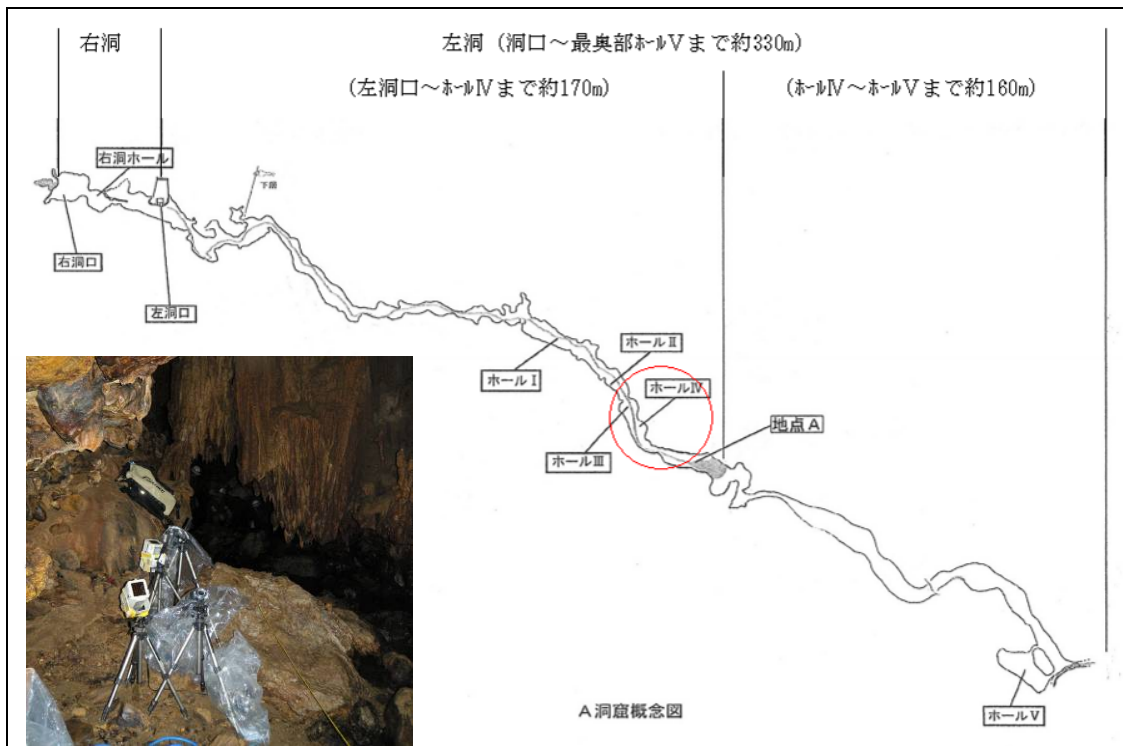 右洞
左洞（洞口～最奥部ﾎｰﾙⅤまで約330m）
（左洞口～ﾎｰﾙⅣまで約170m）
（ﾎｰﾙⅣ～ﾎｰﾙⅤまで約160m）
右洞ホール
右洞口
左洞口
ホールⅠ
ホールⅡ
ホールⅣ
ホールⅢ
地点A
ホールⅤ
A洞窟概念図